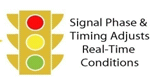 Signal Phase &
Timing Adjusts
Real-Time
Conditions